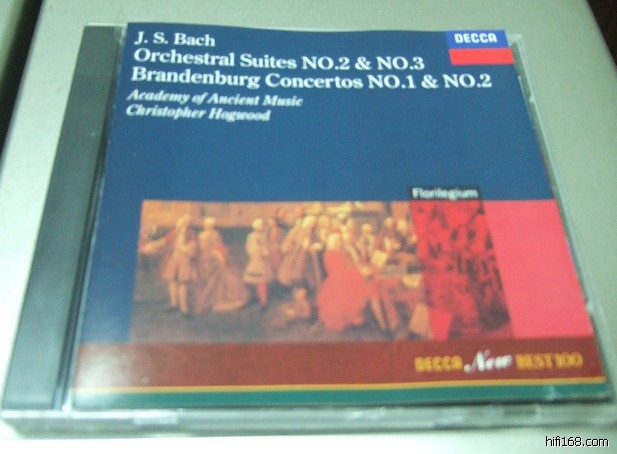 J. S. Bach
DECCA
Orchestral Suites NO.2 & NO.3
Brandenburg Concertos NO.1 & NO.2
Academy of Ancient Music
Christopher Hogwood
Florilegium
DECCA New BEST 100
hifi168.com